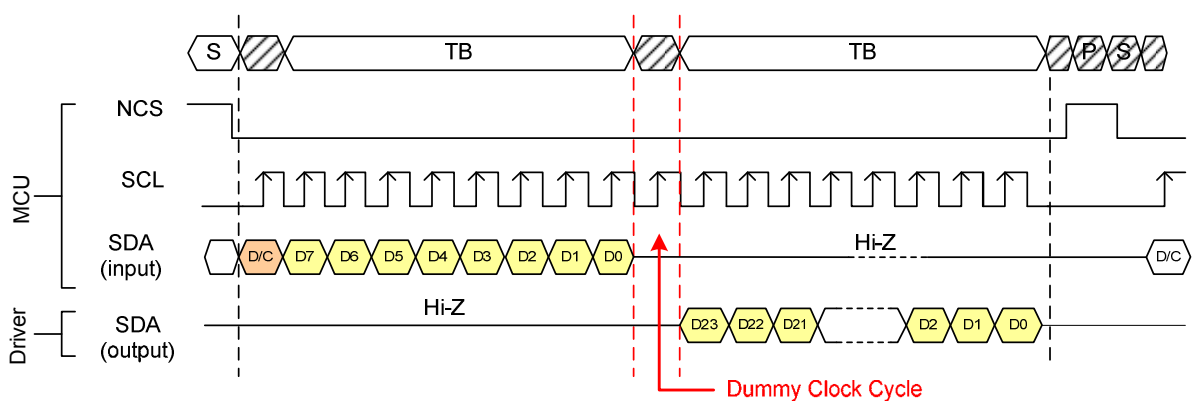 S TB TB P S
NCS
SCL
MCU
SDA
(input)
D/C D7 D6 D5 D4 D3 D2 D1 D0 Hi-Z D/C
Hi-Z
Driver
SDA
(output)
D23 D22 D21 D2 D1 D0
Dummy Clock Cycle